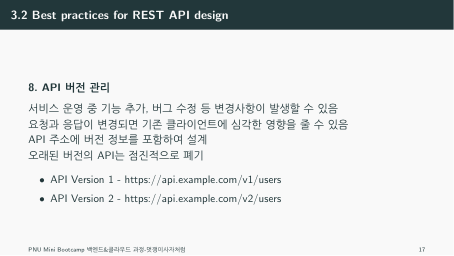 3.2 Best practices for REST API design
8. API 버전 관리
서비스 운영 중 기능 추가, 버그 수정 등 변경사항이 발생할 수 있음
요청과 응답이 변경되면 기존 클라이언트에 심각한 영향을 줄 수 있음
API 주소에 버전 정보를 포함하여 설계
오래된 버전의 API는 점진적으로 폐기
• API Version 1 - https://api.example.com/v1/users
• API Version 2 - https://api.example.com/v2/users
PNU Mini Bootcamp 백엔드&클라우드 과정-멋쟁이사자처럼
17